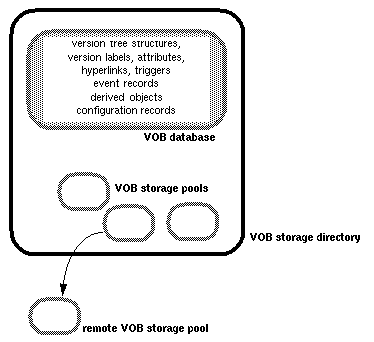 version tree structures,
version labels, attributes,
hyperlinks, triggers
event records
derived objects
configuration records
VOB database
VOB storage pools
VOB storage directory
remote VOB storage pool